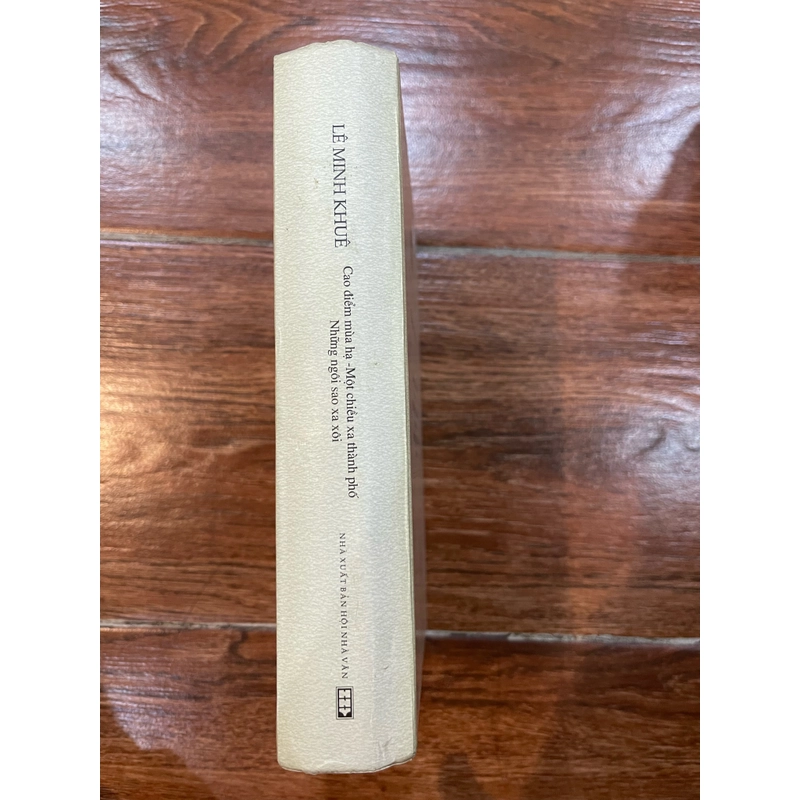 LÊ MINH KHUÊ
Cao điểm mùa hạ -Một chiều xa thành phố
Những ngôi sao xa xôi
NHÀ XUẤT BẢN HỘI NHÀ VĂN